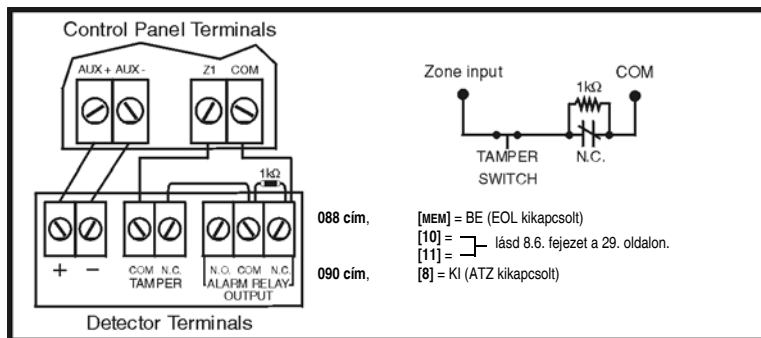 Control Panel Terminals
AUX + AUX -
Z1
COM
Zone input
COM
1kΩ
TAMPER
SWITCH
N.C.
1kΩ
+
–
COM N.C.
TAMPER
N.O. COM N.C.
ALARM RELAY
OUTPUT
Detector Terminals
088 cím, [MEM] = BE (EOL kikapcsolt)
[10] =
[11] =
lásd 8.6. fejezet a 29. oldalon.
090 cím, [8] = KI (ATZ kikapcsolt)